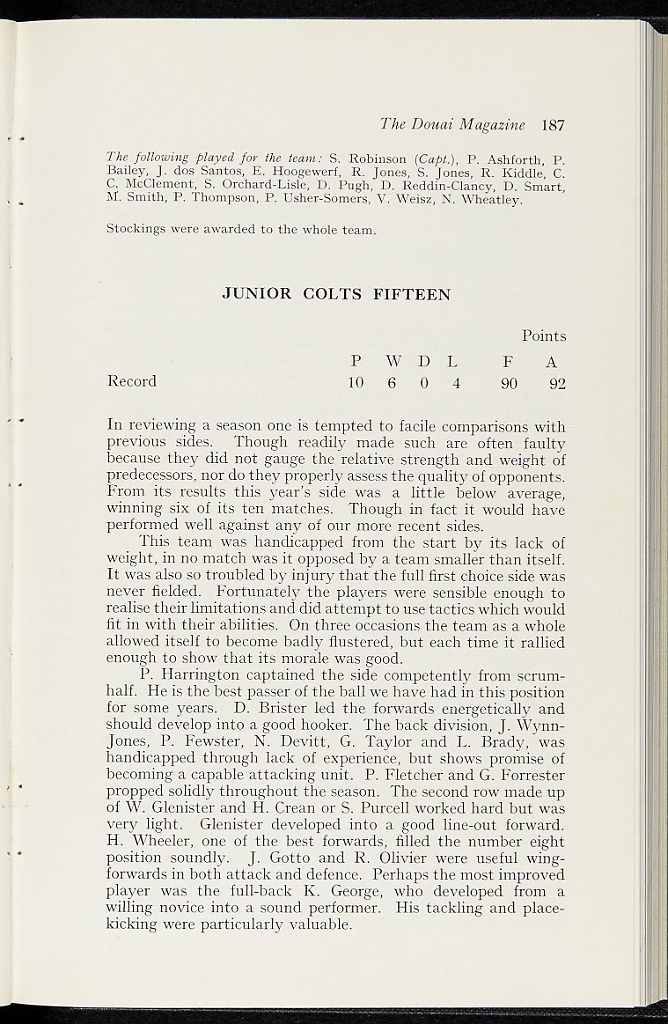 The Douai Magazine 187
The following played for the team: S. Robinson (Capt.), P. Ashforth, P.
Bailey, J. dos Santos, E. Hoogewerf, R. Jones, S. Jones, R. Kiddle, C.
C. McClement, S. Orchard-Lisle, D. Pugh, D. Reddin-Clancy, D. Smart,
M. Smith, P. Thompson, P. Usher-Somers, V. Weisz, N. Wheatley.
Stockings were awarded to the whole team.
JUNIOR COLTS FIFTEEN
Points
P W D L F A
Record 10 6 0 4 90 92
In reviewing a season one is tempted to facile comparisons with
previous sides. Though readily made such are often faulty
because they did not gauge the relative strength and weight of
predecessors, nor do they properly assess the quality of opponents.
From its results this year's side was a little below average,
winning six of its ten matches. Though in fact it would have
performed well against any of our more recent sides.
This team was handicapped from the start by its lack of
weight, in no match was it opposed by a team smaller than itself.
It was also so troubled by injury that the full first choice side was
never fielded. Fortunately the players were sensible enough to
realise their limitations and did attempt to use tactics which would
fit in with their abilities. On three occasions the team as a whole
allowed itself to become badly flustered, but each time it rallied
enough to show that its morale was good.
P. Harrington captained the side competently from scrum-
half. He is the best passer of the ball we have had in this position
for some years. D. Brister led the forwards energetically and
should develop into a good hooker. The back division, J. Wynn-
Jones, P. Fewster, N. Devitt, G. Taylor and L. Brady, was
handicapped through lack of experience, but shows promise of
becoming a capable attacking unit. P. Fletcher and G. Forrester
propped solidly throughout the season. The second row made up
of W. Glenister and H. Crean or S. Purcell worked hard but was
very light. Glenister developed into a good line-out forward.
H. Wheeler, one of the best forwards, filled the number eight
position soundly. J. Gotto and R. Olivier were useful wing-
forwards in both attack and defence. Perhaps the most improved
player was the full-back K. George, who developed from a
willing novice into a sound performer. His tackling and place-
kicking were particularly valuable.